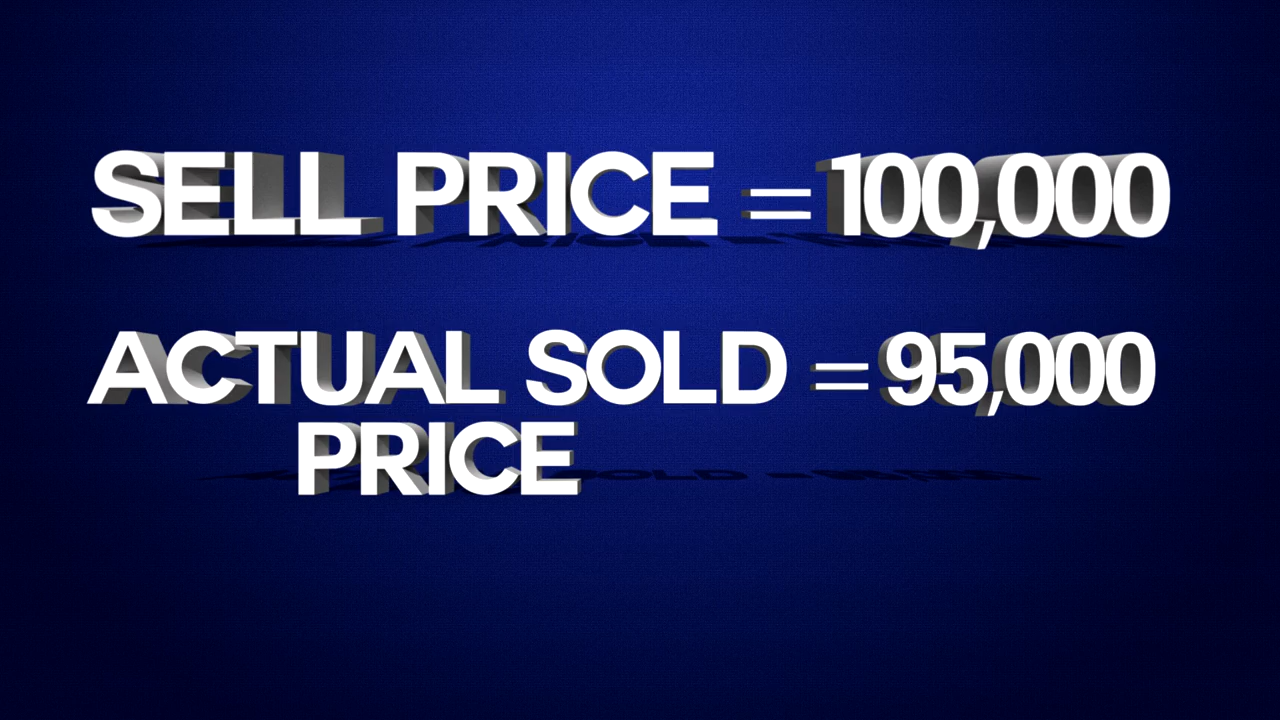 SELL PRICE = 100,000
ACTUAL SOLD = 95,000
PRICE